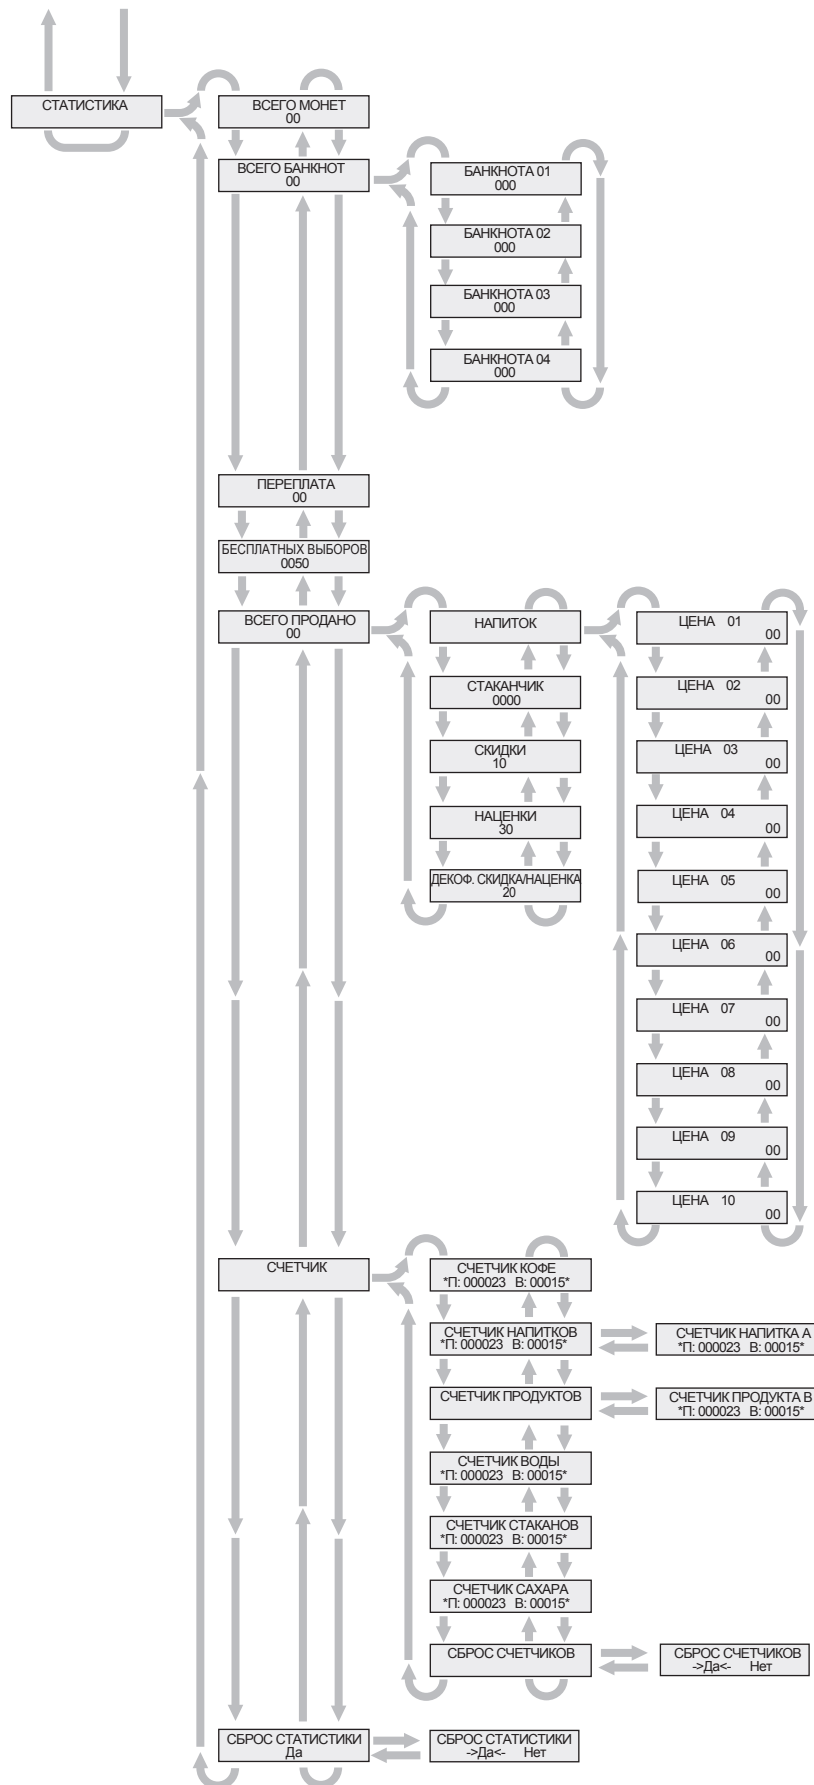 СТАТИСТИКА
ВСЕГО МОНЕТ
00
ВСЕГО БАНКНОТ
00
БАНКНОТА 01
000
БАНКНОТА 02
000
БАНКНОТА 03
000
БАНКНОТА 04
000
ПЕРЕПЛАТА
00
БЕСПЛАТНЫХ ВЫБОРОВ
0050
ВСЕГО ПРОДАНО
00
НАПИТОК
СТАКАНЧИК
0000
СКИДКИ
10
НАЦЕНКИ
30
ДЕКОФ. СКИДКА/НАЦЕНКА
20
ЦЕНА 01
00
ЦЕНА 02
00
ЦЕНА 03
00
ЦЕНА 04
00
ЦЕНА 05
00
ЦЕНА 06
00
ЦЕНА 07
00
ЦЕНА 08
00
ЦЕНА 09
00
ЦЕНА 10
00
СЧЕТЧИК
СЧЕТЧИК КОФЕ
*П: 000023 В: 00015*
СЧЕТЧИК НАПИТКОВ
*П: 000023 В: 00015*
СЧЕТЧИК НАПИТКА А
*П: 000023 В: 00015*
СЧЕТЧИК ПРОДУКТОВ
СЧЕТЧИК ПРОДУКТА В
*П: 000023 В: 00015*
СЧЕТЧИК ВОДЫ
*П: 000023 В: 00015*
СЧЕТЧИК СТАКАНОВ
*П: 000023 В: 00015*
СЧЕТЧИК САХАРА
*П: 000023 В: 00015*
СБРОС СЧЕТЧИКОВ
СБРОС СЧЕТЧИКОВ
->Да<- Нет
СБРОС СТАТИСТИКИ
Да
СБРОС СТАТИСТИКИ
->Да<- Нет